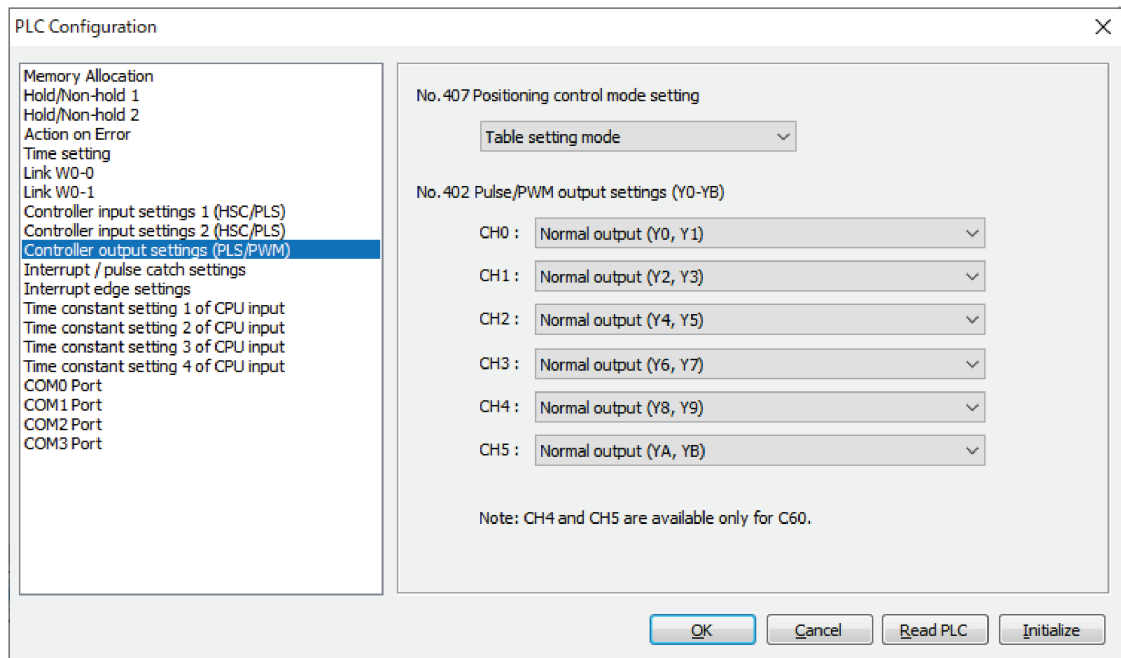 PLC Configuration
Memory Allocation
Hold/Non-hold 1
Hold/Non-hold 2
Action on Error
Time setting
Link W0-0
Link W0-1
Controller input settings 1 (HSC/PLS)
Controller input settings 2 (HSC/PLS)
Controller output settings (PLS/PWM)
Interrupt / pulse catch settings
Interrupt edge settings
Time constant setting 1 of CPU input
Time constant setting 2 of CPU input
Time constant setting 3 of CPU input
Time constant setting 4 of CPU input
COM0 Port
COM1 Port
COM2 Port
COM3 Port
No.407 Positioning control mode setting
Table setting mode
No.402 Pulse/PWM output settings (Y0-YB)
CH0 : Normal output (Y0, Y1)
CH1 : Normal output (Y2, Y3)
CH2 : Normal output (Y4, Y5)
CH3 : Normal output (Y6, Y7)
CH4 : Normal output (Y8, Y9)
CH5 : Normal output (YA, YB)
Note: CH4 and CH5 are available only for C60.
OK Cancel Read PLC Initialize